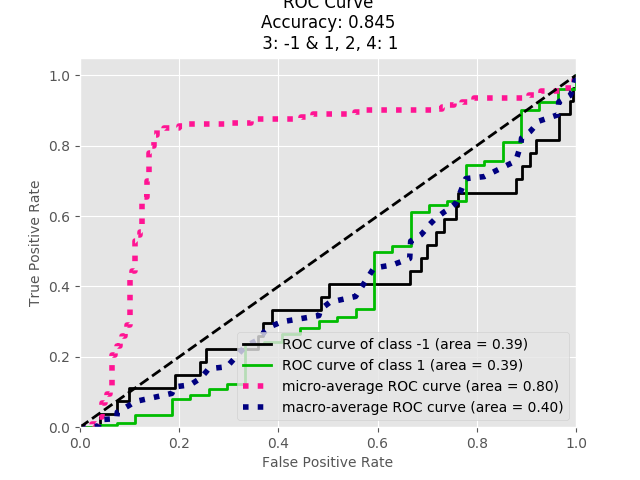 ROC Curve
Accuracy: 0.845
3: -1 & 1, 2, 4: 1
True Positive Rate
1.0
0.8
0.6
0.4
0.2
0.0
ROC curve of class -1 (area = 0.39)
ROC curve of class 1 (area = 0.39)
micro-average ROC curve (area = 0.80)
macro-average ROC curve (area = 0.40)
0.0 0.2 0.4 0.6 0.8 1.0
False Positive Rate